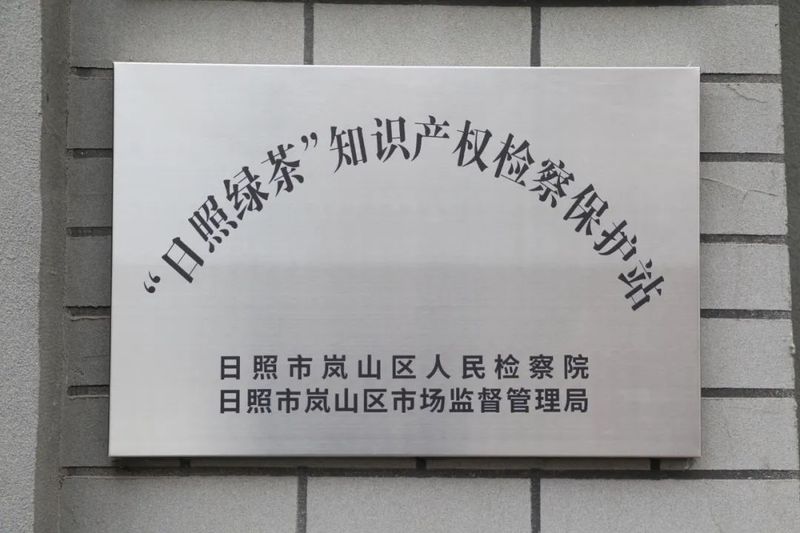 “日照绿茶”知识产权检察保护站
日照市岚山区人民检察院
日照市岚山区市场监督管理局